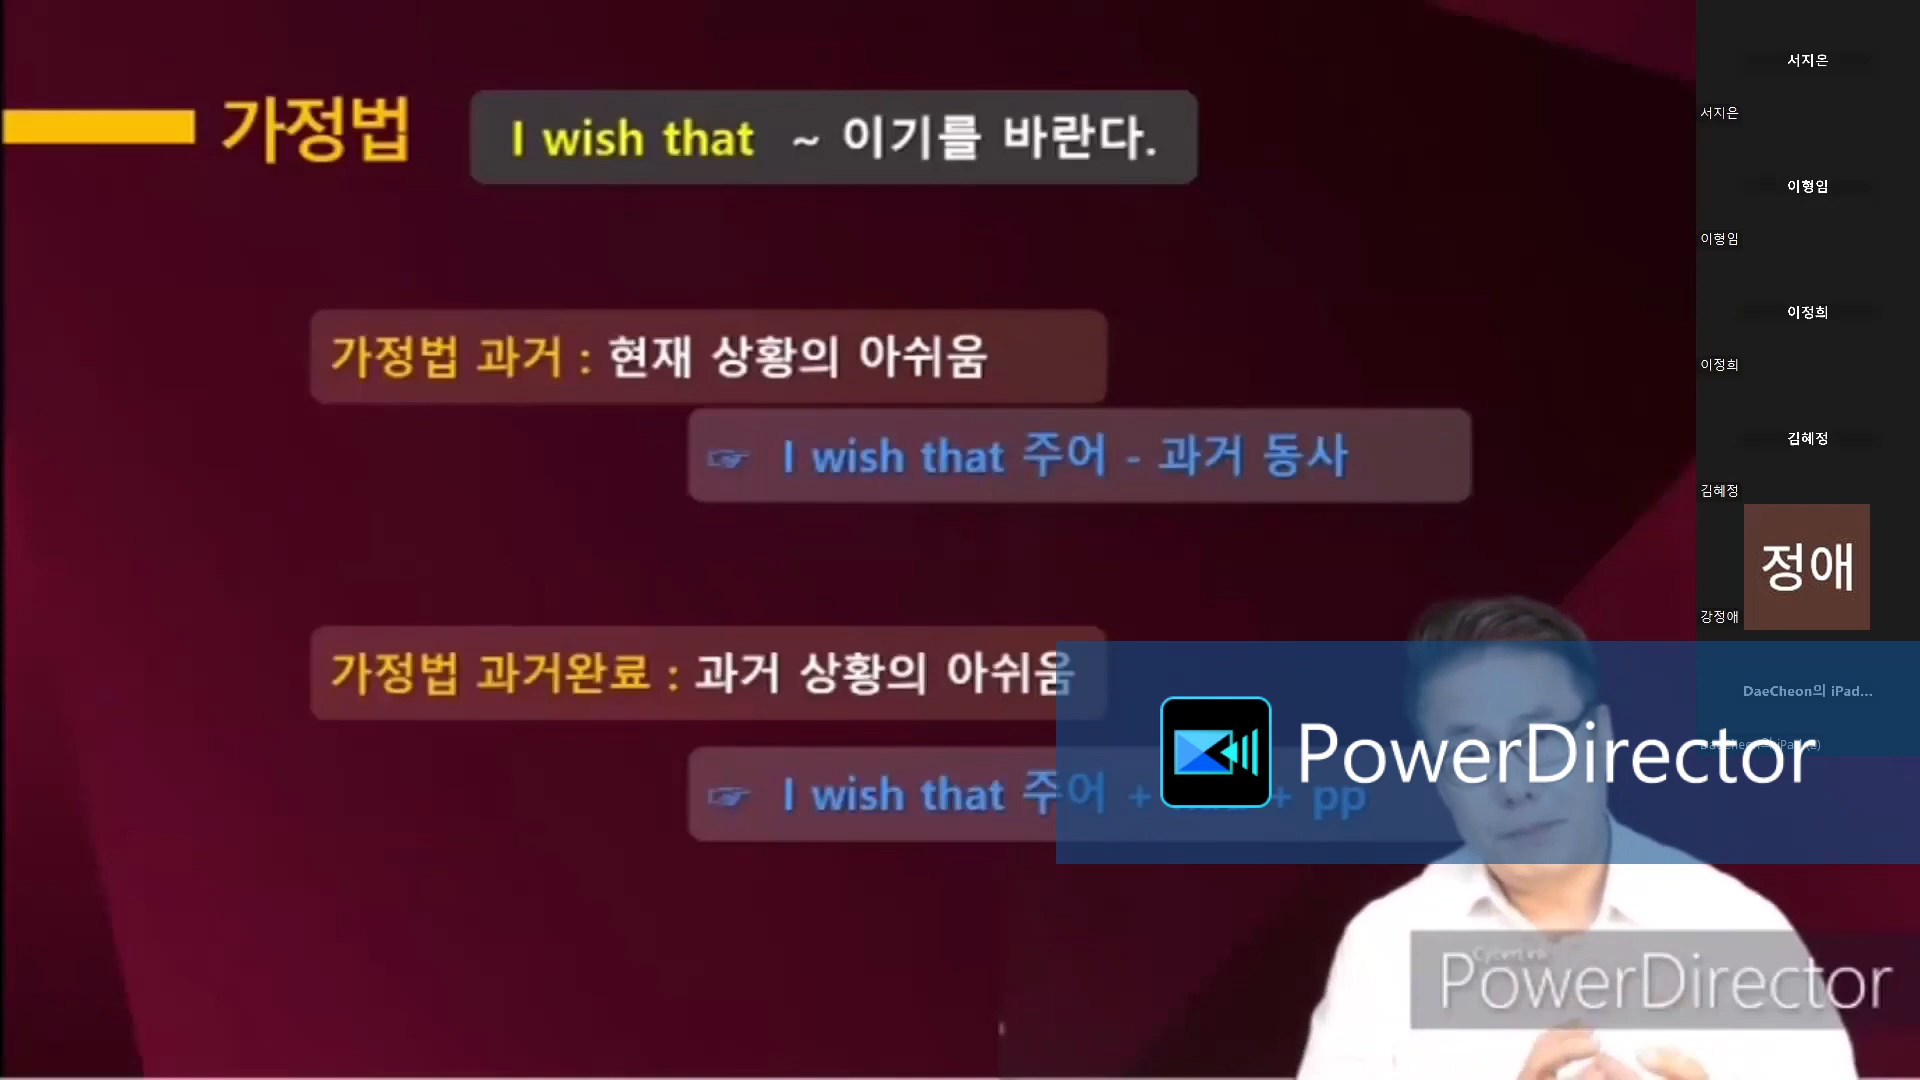 가정법
I wish that ~ 이기를 바란다.
가정법 과거 : 현재 상황의 아쉬움
☞ I wish that 주어 - 과거 동사
가정법 과거완료 : 과거 상황의 아쉬움
☞ I wish that 주어 + + pp
PowerDirector
CyberLink
PowerDirector
서지은
서지은
이형임
이형임
이정희
이정희
김혜정
김혜정
정애
강정애
DaeCheon의 iPad...